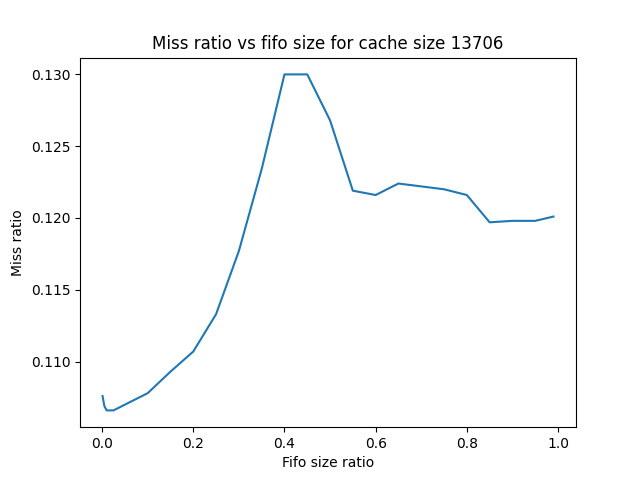 Miss ratio vs fifo size for cache size 13706
0.130
0.125
0.120
0.115
0.110
Miss ratio
0.0 0.2 0.4 0.6 0.8 1.0
Fifo size ratio